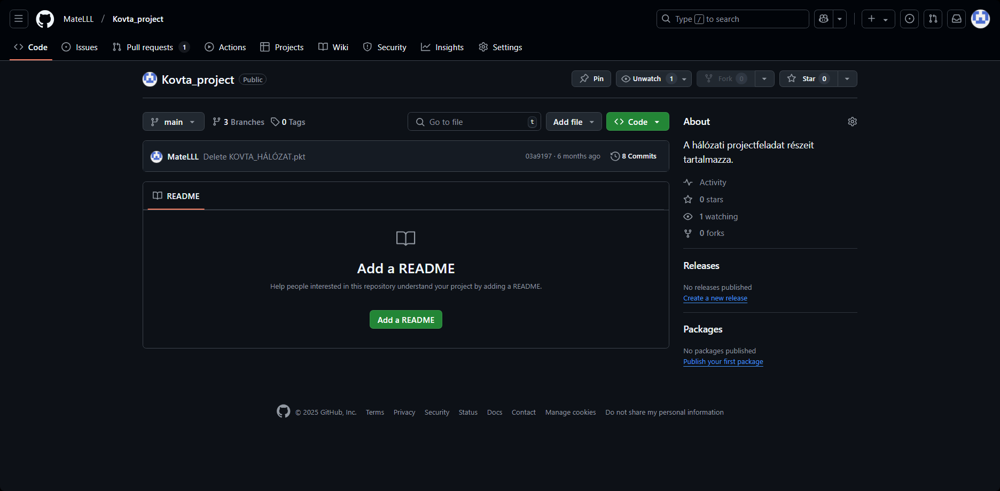 MateLLL / Kovta_project
Type / to search
Code
Issues
Pull requests 1
Actions
Projects
Wiki
Security
Insights
Settings
Kovta_project Public
Pin
Unwatch 1
Fork 0
Star 0
main
3 Branches
0 Tags
Go to file t
Add file
Code
MateLLL Delete KOVTA_HÁLÓZAT.pkt
03a9197 · 6 months ago
8 Commits
README
Add a README
Help people interested in this repository understand your project by adding a README.
Add a README
About
A hálózati projectfeladat részeit
tartalmazza.
Activity
0 stars
1 watching
0 forks
Releases
No releases published
Create a new release
Packages
No packages published
Publish your first package
© 2025 GitHub, Inc. Terms Privacy Security Status Docs Contact Manage cookies Do not share my personal information